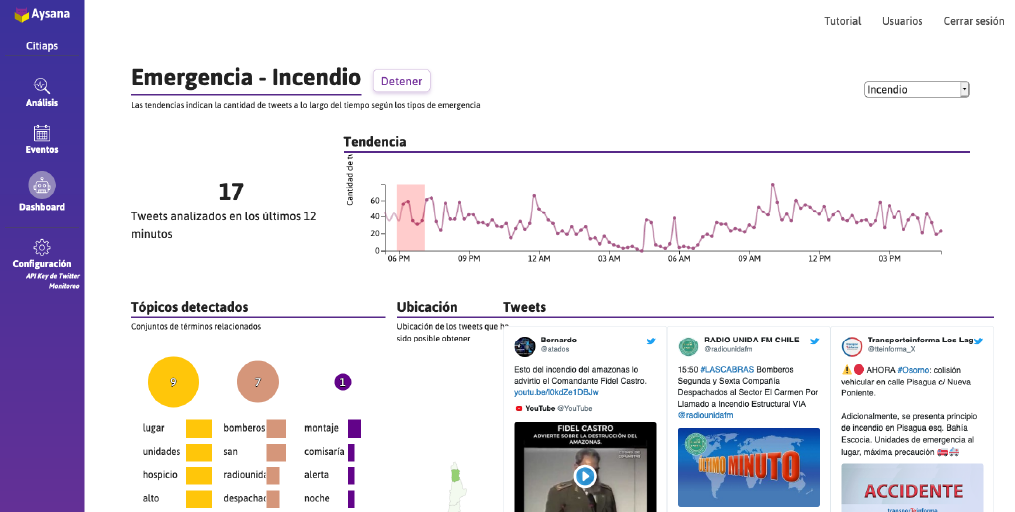 Aysana
Citiaps
Análisis
Eventos
Dashboard
Configuración
API Key de Twitter
Monitoreo
Tutorial Usuarios Cerrar sesión
Emergencia - Incendio
Detener
Las tendencias indican la cantidad de tweets a lo largo del tiempo según los tipos de emergencia
Incendio
17
Tweets analizados en los últimos 12
minutos
Tendencia
Cantidad de
60
40
20
0
06 PM 09 PM 12 AM 03 AM 06 AM 09 AM 12 PM 03 PM
Tópicos detectados
Conjuntos de términos relacionados
9 7 1
lugar bomberos montaje
unidades san comisaría
hospicio radiounida alerta
alto despachad noche
Ubicación
Ubicación de los tweets que ha
sido posible obtener
Tweets
Bernardo
@atados
Esto del incendio del amazonas lo
advirtio el Comandante Fidel Castro.
youtu.be/l0kdZe1DBJw
YouTube @YouTube
FIDEL CASTRO
ADVIERTE SOBRE LA DESTRUCCIÓN DEL
AMAZONAS.
RADIO UNIDA FM CHILE
@radiounidafm
15:50 #LASCABRAS Bomberos
Segunda y Sexta Compañía
Despachados al Sector El Carmen Por
Llamado a Incendio Estructural VIA
@radiounidafm
ÚLTIMO MINUTO
Transporteinforma Los Lag
@tteinforma_X
AHORA #Osorno: colisión
vehicular en calle Pisagua c/ Nueva
Poniente.
Adicionalmente, se presenta principio
de incendio en Pisagua esq. Bahía
Escocia. Unidades de emergencia al
lugar, máxima precaución
ACCIDENTE